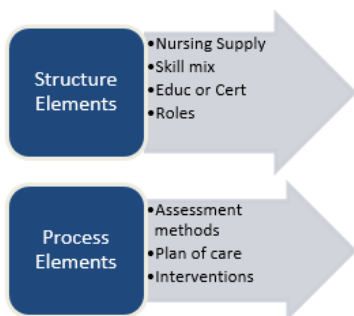 Structure
Elements
•Nursing Supply
•Skill mix
•Educ or Cert
•Roles
Process
Elements
•Assessment
methods
•Plan of care
•Interventions